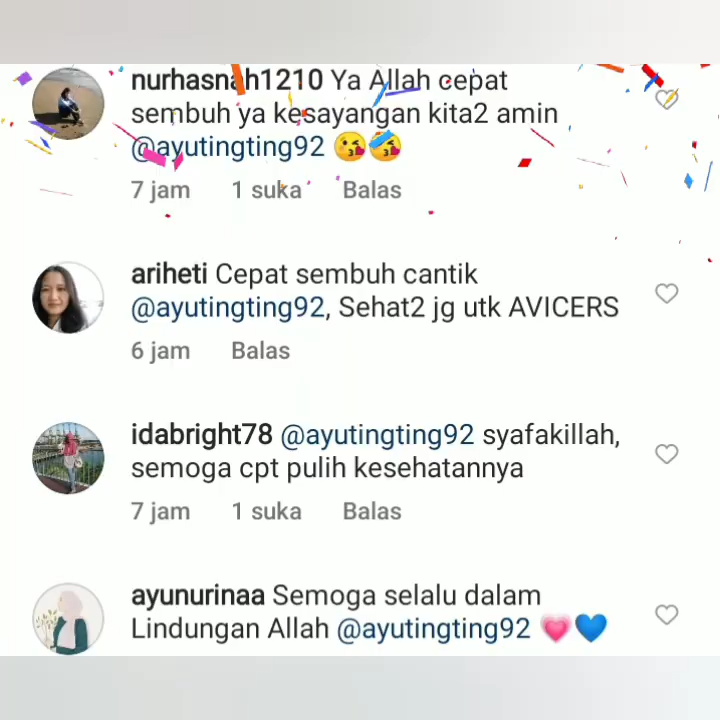 nurhasnah1210 Ya Allah cepat
sembuh ya kesayangan kita2 amin
@ayutingting92 😘😘
7 jam 1 suka Balas
ariheti Cepat sembuh cantik
@ayutingting92, Sehat2 jg utk AVICERS
6 jam Balas
idabright78 @ayutingting92 syafakillah,
semoga cpt pulih kesehatannya
7 jam 1 suka Balas
ayunurinaa Semoga selalu dalam
Lindungan Allah @ayutingting92 💗💙